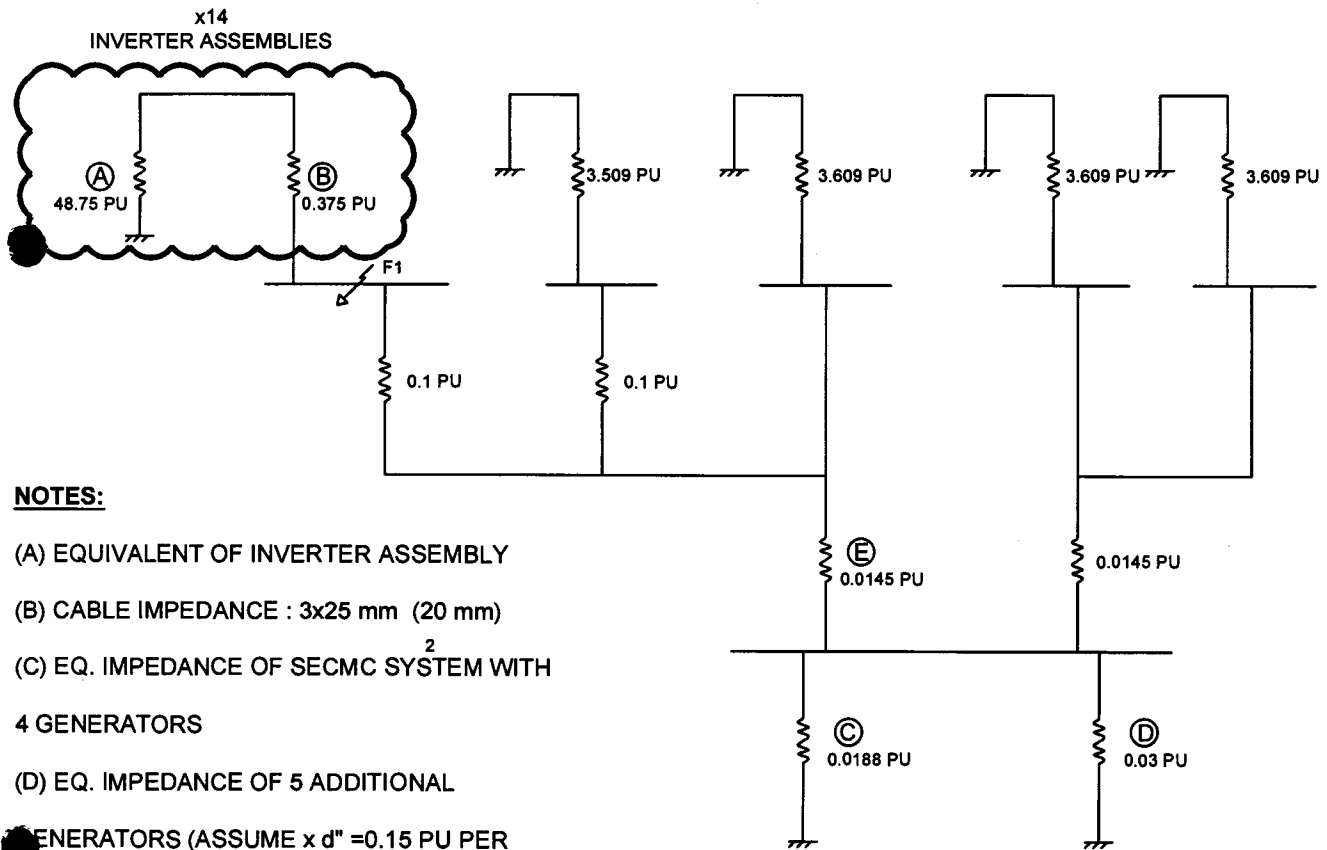 x14
INVERTER ASSEMBLIES
A
48.75 PU
B
0.375 PU
3.509 PU
3.609 PU
3.609 PU
3.609 PU
F1
0.1 PU
0.1 PU
E
0.0145 PU
0.0145 PU
C
0.0188 PU
D
0.03 PU
NOTES:
(A) EQUIVALENT OF INVERTER ASSEMBLY
(B) CABLE IMPEDANCE : 3x25 mm (20 mm)
2
(C) EQ. IMPEDANCE OF SECMC SYSTEM WITH
4 GENERATORS
(D) EQ. IMPEDANCE OF 5 ADDITIONAL
ENERATORS (ASSUME x d" =0.15 PU PER